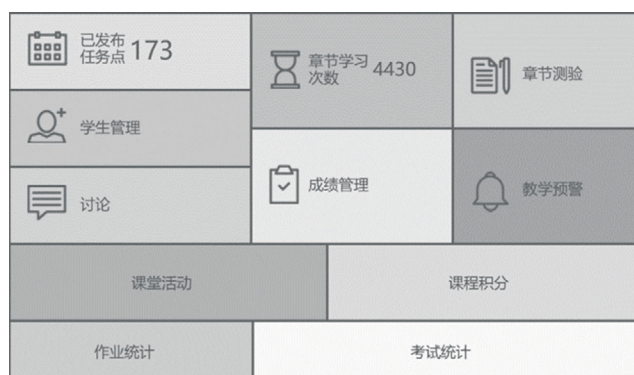 已发布
任务点 173
章节学习
次数 4430
章节测验
学生管理
成绩管理
教学预警
讨论
课堂活动
课程积分
作业统计
考试统计